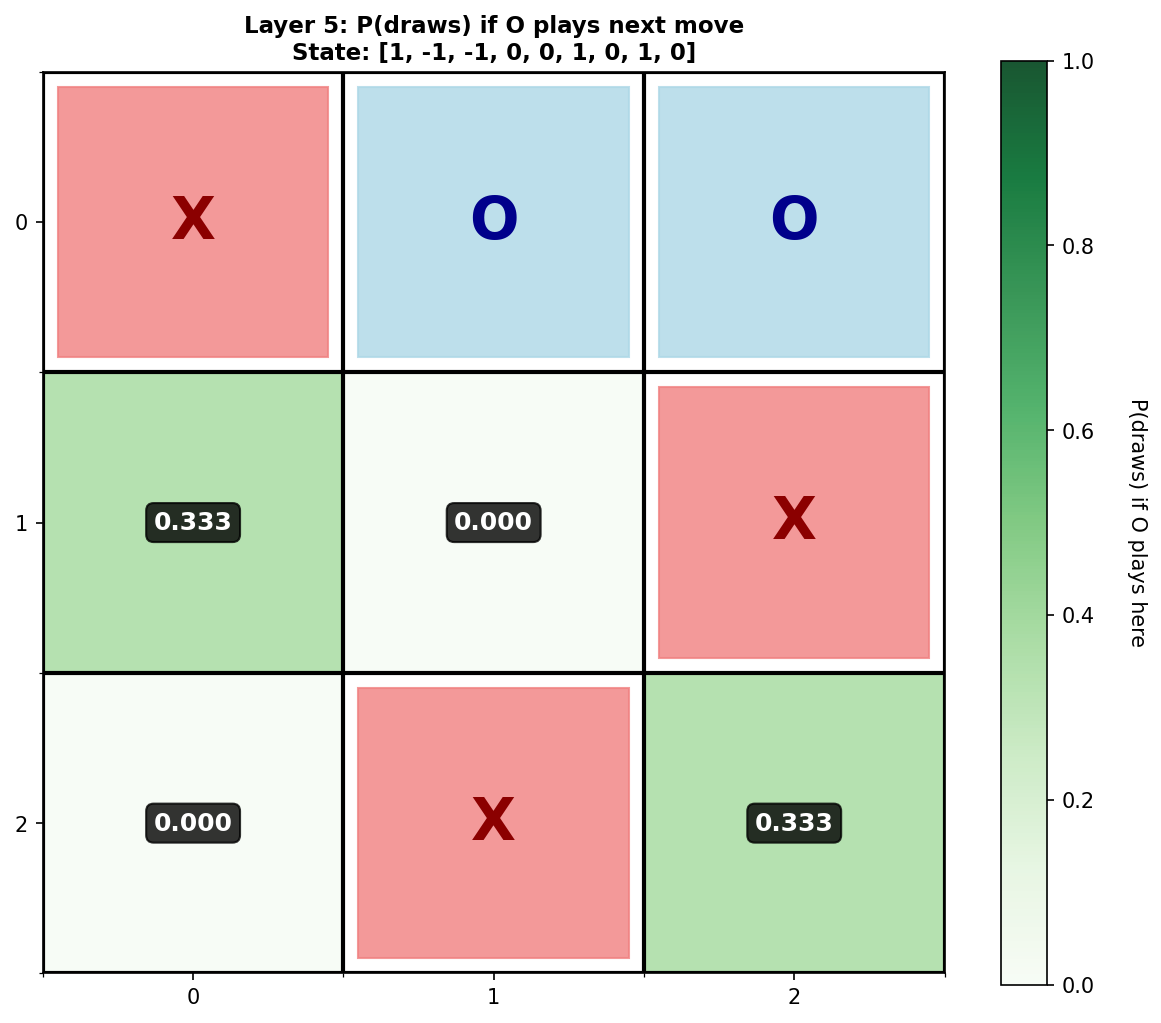 Layer 5: P(draws) if O plays next move
State: [1, -1, -1, 0, 0, 1, 0, 1, 0]
0
X
O
O
1
0.333
0.000
X
2
0.000
X
0.333
0
1
2
1.0
0.8
0.6
0.4
0.2
0.0
P(draws) if O plays here